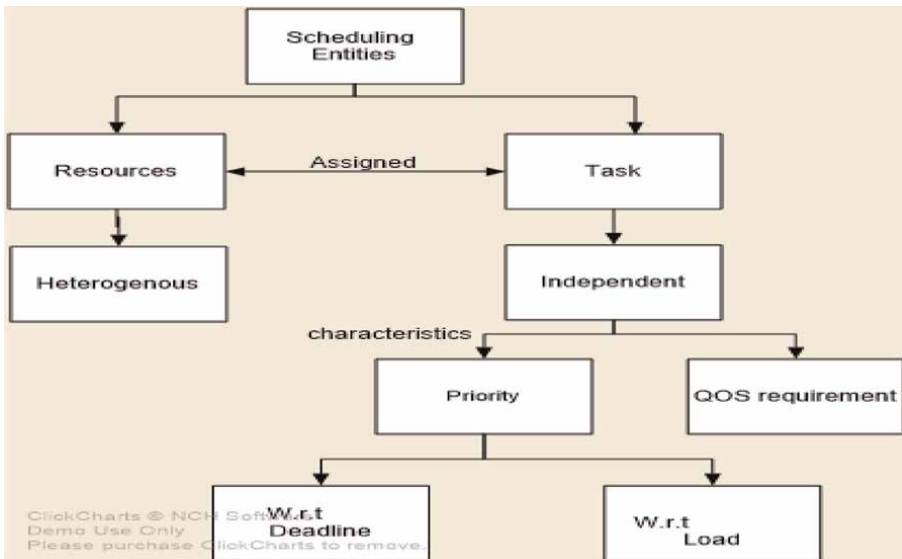 Scheduling
Entities
Resources
Assigned
Task
Heterogenous
Independent
characteristics
Priority
QOS requirement
W.r.t
Deadline
W.r.t
Load
ClickCharts ® NCH Software
Demo Use Only
Please purchase ClickCharts to remove.